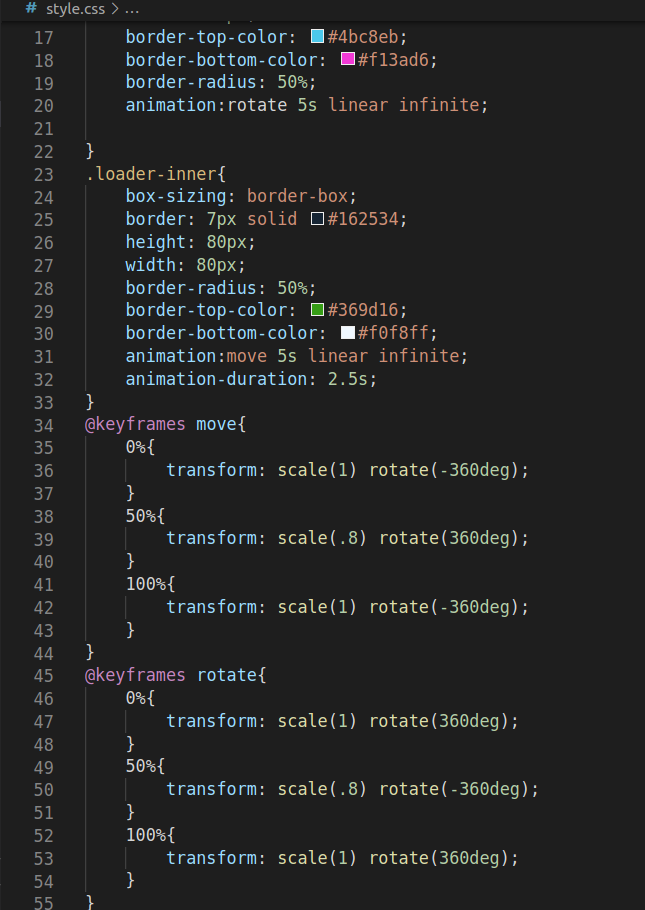 # style.css > ...
17 border-top-color: #4bc8eb;
18 border-bottom-color: #f13ad6;
19 border-radius: 50%;
20 animation:rotate 5s linear infinite;
21
22 }
23 .loader-inner{
24 box-sizing: border-box;
25 border: 7px solid #162534;
26 height: 80px;
27 width: 80px;
28 border-radius: 50%;
29 border-top-color: #369d16;
30 border-bottom-color: #f0f8ff;
31 animation:move 5s linear infinite;
32 animation-duration: 2.5s;
33 }
34 @keyframes move{
35 0%{
36 transform: scale(1) rotate(-360deg);
37 }
38 50%{
39 transform: scale(.8) rotate(360deg);
40 }
41 100%{
42 transform: scale(1) rotate(-360deg);
43 }
44 }
45 @keyframes rotate{
46 0%{
47 transform: scale(1) rotate(360deg);
48 }
49 50%{
50 transform: scale(.8) rotate(-360deg);
51 }
52 100%{
53 transform: scale(1) rotate(360deg);
54 }
55 }